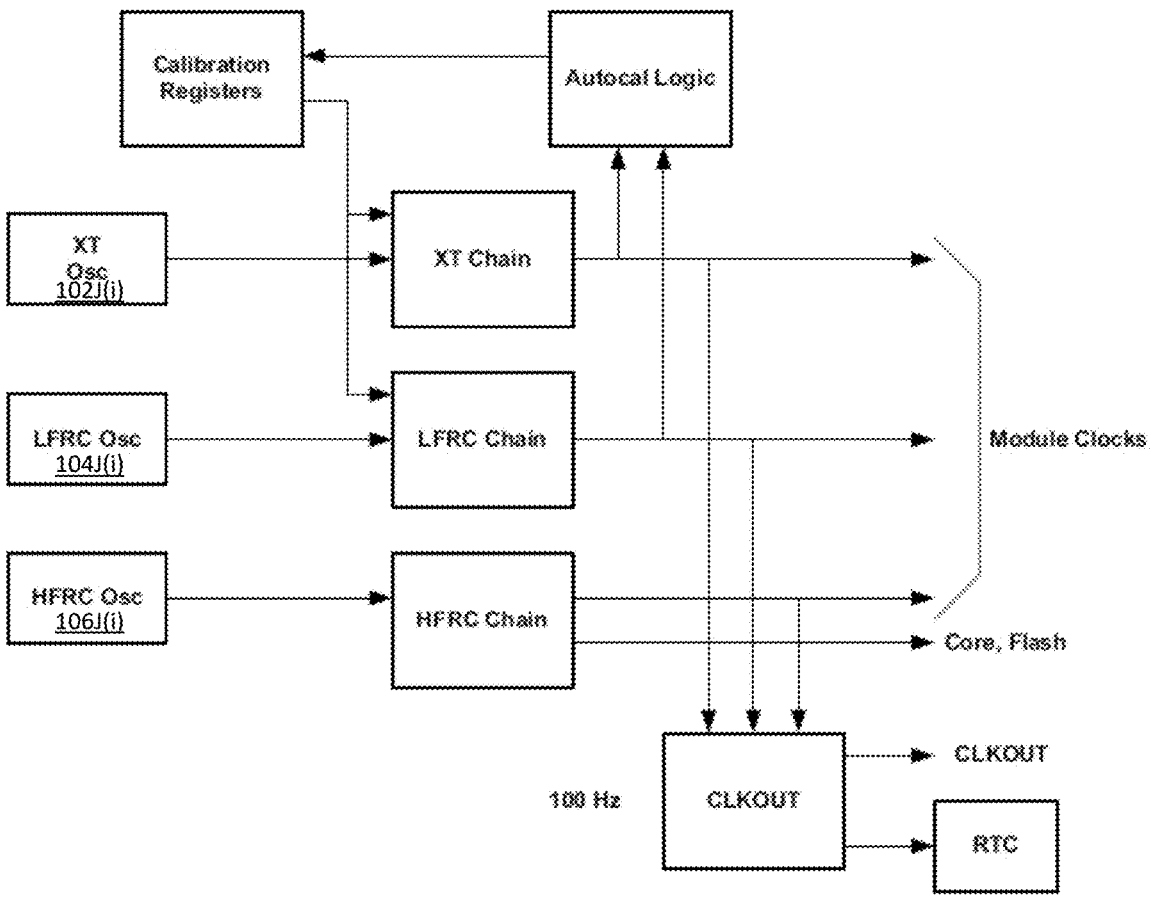 Calibration
Registers
Autocal Logic
XT
Osc
102J(i)
XT Chain
LFRC Osc
104J(i)
LFRC Chain
Module Clocks
HFRC Osc
106J(i)
HFRC Chain
Core, Flash
100 Hz
CLKOUT
CLKOUT
RTC